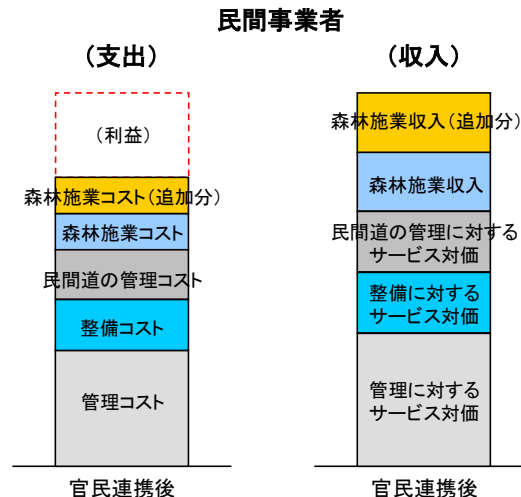 民間事業者
（支出）
（利益）
森林施業コスト（追加分）
森林施業コスト
民間道の管理コスト
整備コスト
管理コスト
官民連携後
（収入）
森林施業収入（追加分）
森林施業収入
民間道の管理に対する
サービス対価
整備に対する
サービス対価
管理に対する
サービス対価
官民連携後